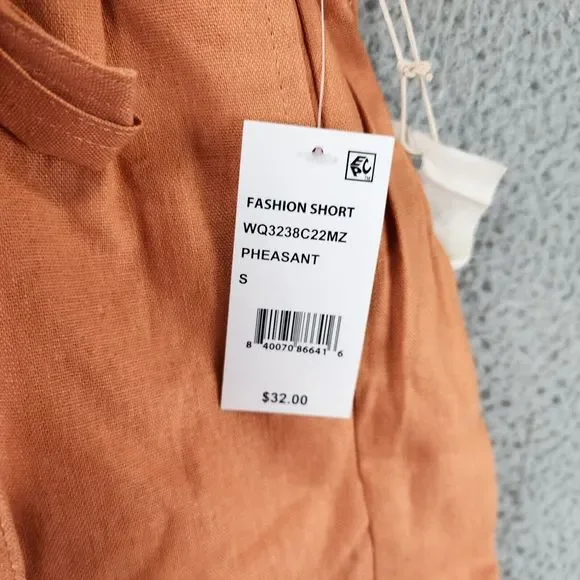 FASHION SHORT
WQ3238C22MZ
PHEASANT
S
8 40070 86641 6
$32.00